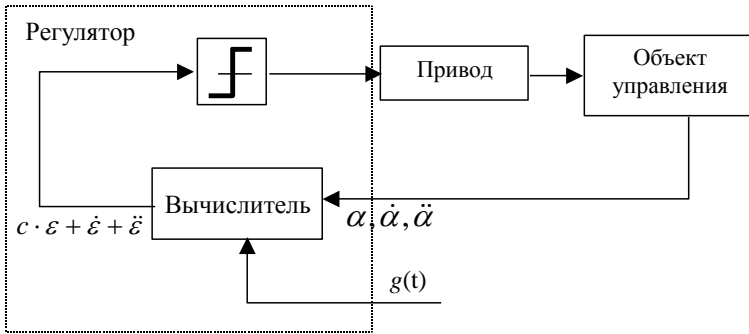 Регулятор
Привод
Объект
управления
Вычислитель
c · ε + ε̇ + ε̈
α, α̇, α̈
g(t)